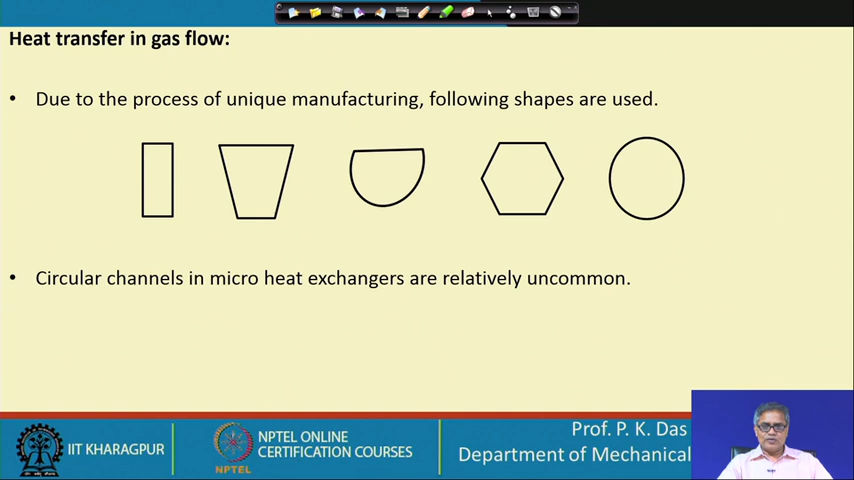 Heat transfer in gas flow:
• Due to the process of unique manufacturing, following shapes are used.
• Circular channels in micro heat exchangers are relatively uncommon.
IIT KHARAGPUR
NPTEL
NPTEL ONLINE
CERTIFICATION COURSES
Prof. P. K. Das
Department of Mechanical